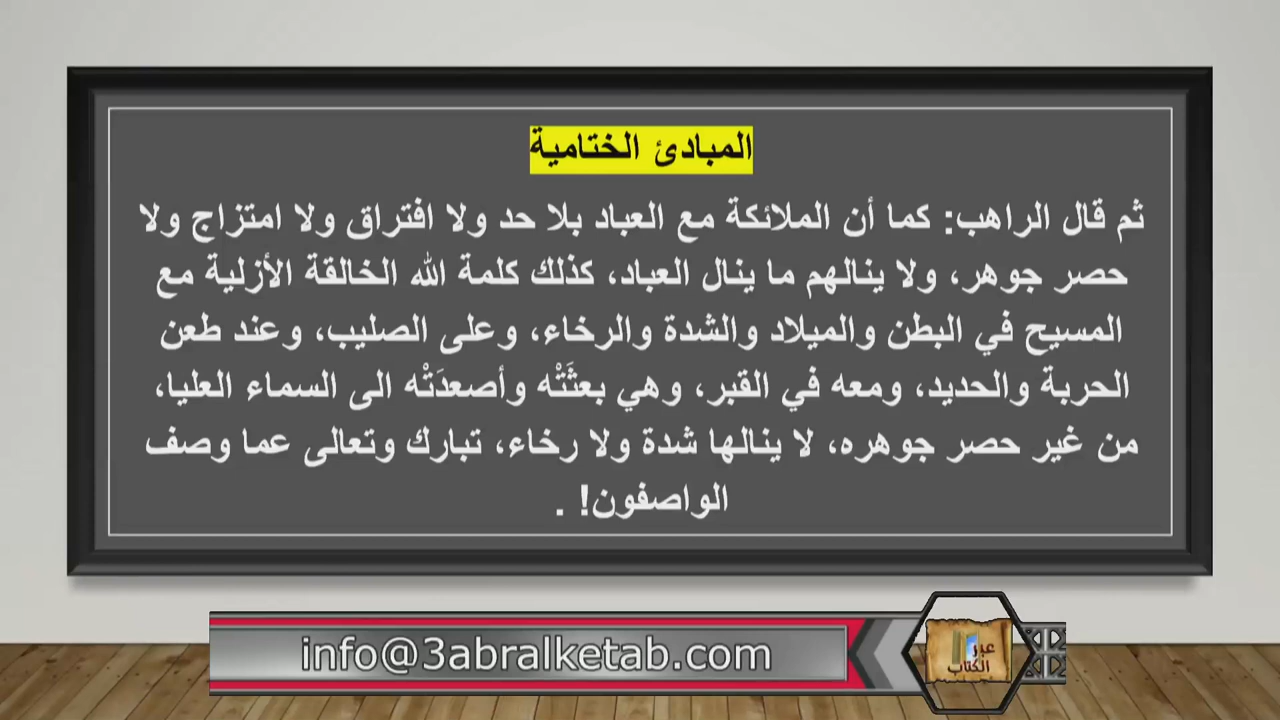 المبادئ الختامية
ثم قال الراهب: كما أن الملائكة مع العباد بلا حد ولا افتراق ولا امتزاج ولا
حصر جوهر، ولا ينالهم ما ينال العباد، كذلك كلمة الله الخالقة الأزلية مع
المسيح في البطن والميلاد والشدة والرخاء، وعلى الصليب، وعند طعن
الحربة والحديد، ومعه في القبر، وهي بعثَتْه وأصعدَتْه الى السماء العليا،
من غير حصر جوهره، لا ينالها شدة ولا رخاء، تبارك وتعالى عما وصف
الواصفون! .
info@3abralketab.com
عبر
الكتاب